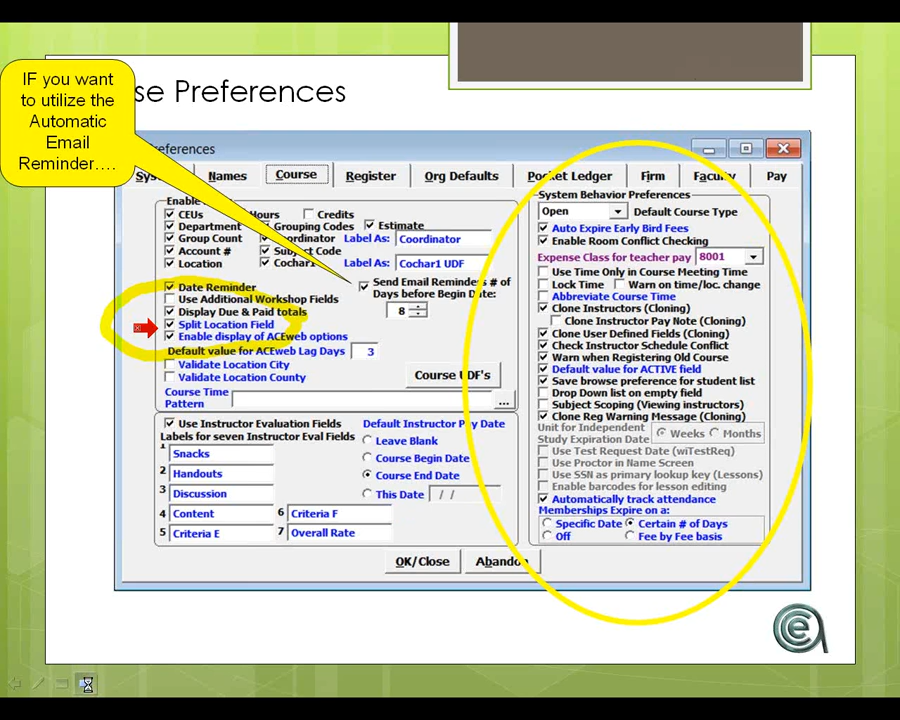 IF you want
to utilize the
Automatic
Email
Reminder….
se Preferences
references
Names
Course
Register
Org Defaults
Pocket Ledger
Firm
Faculty
Pay
CEUs
Hours
Credits
Department
Grouping Codes
Estimate
Group Count
Label As:
Coordinator
Account #
Subject Code
Location
Cochar1
Label As:
Cochar1 UDF
Date Reminder
Send Email Reminders # of
Days before Begin Date:
8
Use Additional Workshop Fields
Display Due & Paid totals
Split Location Field
Enable display of ACEweb options
Default value for ACEweb Lag Days
3
Validate Location City
Validate Location County
Course UDF's
Course Time
Pattern
...
Use Instructor Evaluation Fields
Labels for seven Instructor Eval Fields
1
Snacks
2
Handouts
3
Discussion
4
Content
5
Criteria E
6
Criteria F
7
Overall Rate
Default Instructor Pay Date
Leave Blank
Course Begin Date
Course End Date
This Date
/ /
System Behavior Preferences
Open
Default Course Type
Auto Expire Early Bird Fees
Enable Room Conflict Checking
Expense Class for teacher pay
8001
Use Time Only in Course Meeting Time
Lock Time
Warn on time/loc. change
Abbreviate Course Time
Clone Instructors (Cloning)
Clone Instructor Pay Note (Cloning)
Clone User Defined Fields (Cloning)
Check Instructor Schedule Conflict
Warn when Registering Old Course
Default value for ACTIVE field
Save browse preference for student list
Drop Down list on empty field
Subject Scoping (Viewing instructors)
Clone Reg Warning Message (Cloning)
Unit for Independent
Study Expiration Date
Weeks
Months
Use Test Request Date (wiTestReq)
Use Proctor in Name Screen
Use SSN as primary lookup key (Lessons)
Enable barcodes for lesson editing
Automatically track attendance
Memberships Expire on a:
Specific Date
Certain # of Days
Off
Fee by Fee basis
OK/Close
Abandon